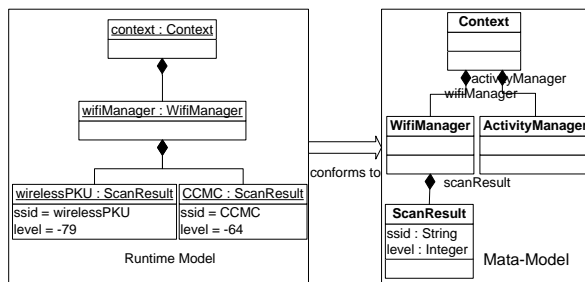 context : Context
wifiManager : WifiManager
wirelessPKU : ScanResult
ssid = wirelessPKU
level = -79
CCMC : ScanResult
ssid = CCMC
level = -64
Runtime Model
conforms to
Context
activityManager
wifiManager
WifiManager
ActivityManager
scanResult
ScanResult
ssid : String
level : Integer
Mata-Model